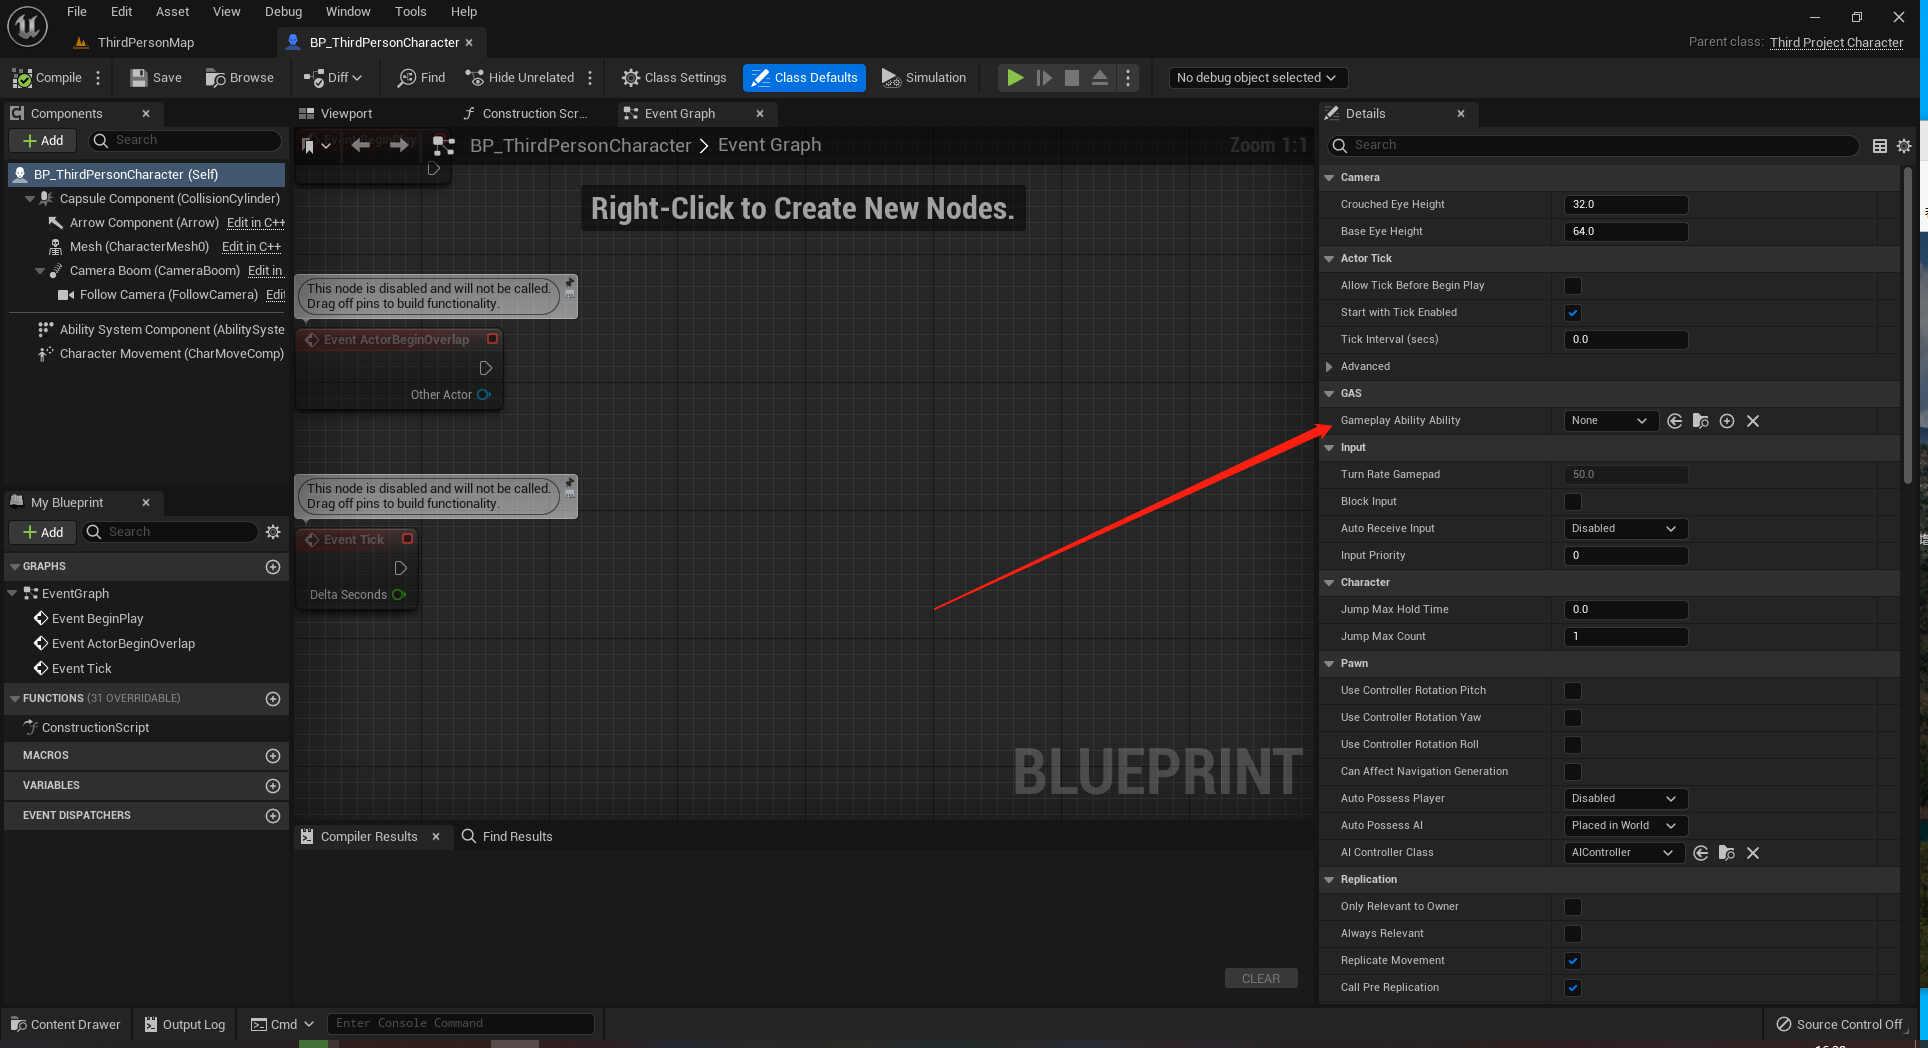 File Edit Asset View Debug Window Tools Help
ThirdPersonMap
BP_ThirdPersonCharacter
Parent class: Third Project Character
Compile
Save
Browse
Diff
Find
Hide Unrelated
Class Settings
Class Defaults
Simulation
No debug object selected
Components
Add
Search
BP_ThirdPersonCharacter (Self)
Capsule Component (CollisionCylinder)
Arrow Component (Arrow) Edit in C++
Mesh (CharacterMesh0) Edit in C++
Camera Boom (CameraBoom) Edit in
Follow Camera (FollowCamera) Edit
Ability System Component (AbilitySyste
Character Movement (CharMoveComp)
My Blueprint
Add
Search
GRAPHS
EventGraph
Event BeginPlay
Event ActorBeginOverlap
Event Tick
FUNCTIONS (31 OVERRIDABLE)
ConstructionScript
MACROS
VARIABLES
EVENT DISPATCHERS
Viewport
Construction Scr...
Event Graph
Event BeginPlay
BP_ThirdPersonCharacter > Event Graph
Zoom 1:1
Right-Click to Create New Nodes.
This node is disabled and will not be called.
Drag off pins to build functionality.
Event ActorBeginOverlap
Other Actor
This node is disabled and will not be called.
Drag off pins to build functionality.
Event Tick
Delta Seconds
BLUEPRINT
Compiler Results
Find Results
CLEAR
Details
Search
Camera
Crouched Eye Height 32.0
Base Eye Height 64.0
Actor Tick
Allow Tick Before Begin Play
Start with Tick Enabled
Tick Interval (secs) 0.0
Advanced
GAS
Gameplay Ability Ability None
Input
Turn Rate Gamepad 50.0
Block Input
Auto Receive Input Disabled
Input Priority 0
Character
Jump Max Hold Time 0.0
Jump Max Count 1
Pawn
Use Controller Rotation Pitch
Use Controller Rotation Yaw
Use Controller Rotation Roll
Can Affect Navigation Generation
Auto Possess Player Disabled
Auto Possess AI Placed in World
AI Controller Class AIController
Replication
Only Relevant to Owner
Always Relevant
Replicate Movement
Call Pre Replication
Content Drawer
Output Log
Cmd
Enter Console Command
Source Control Off